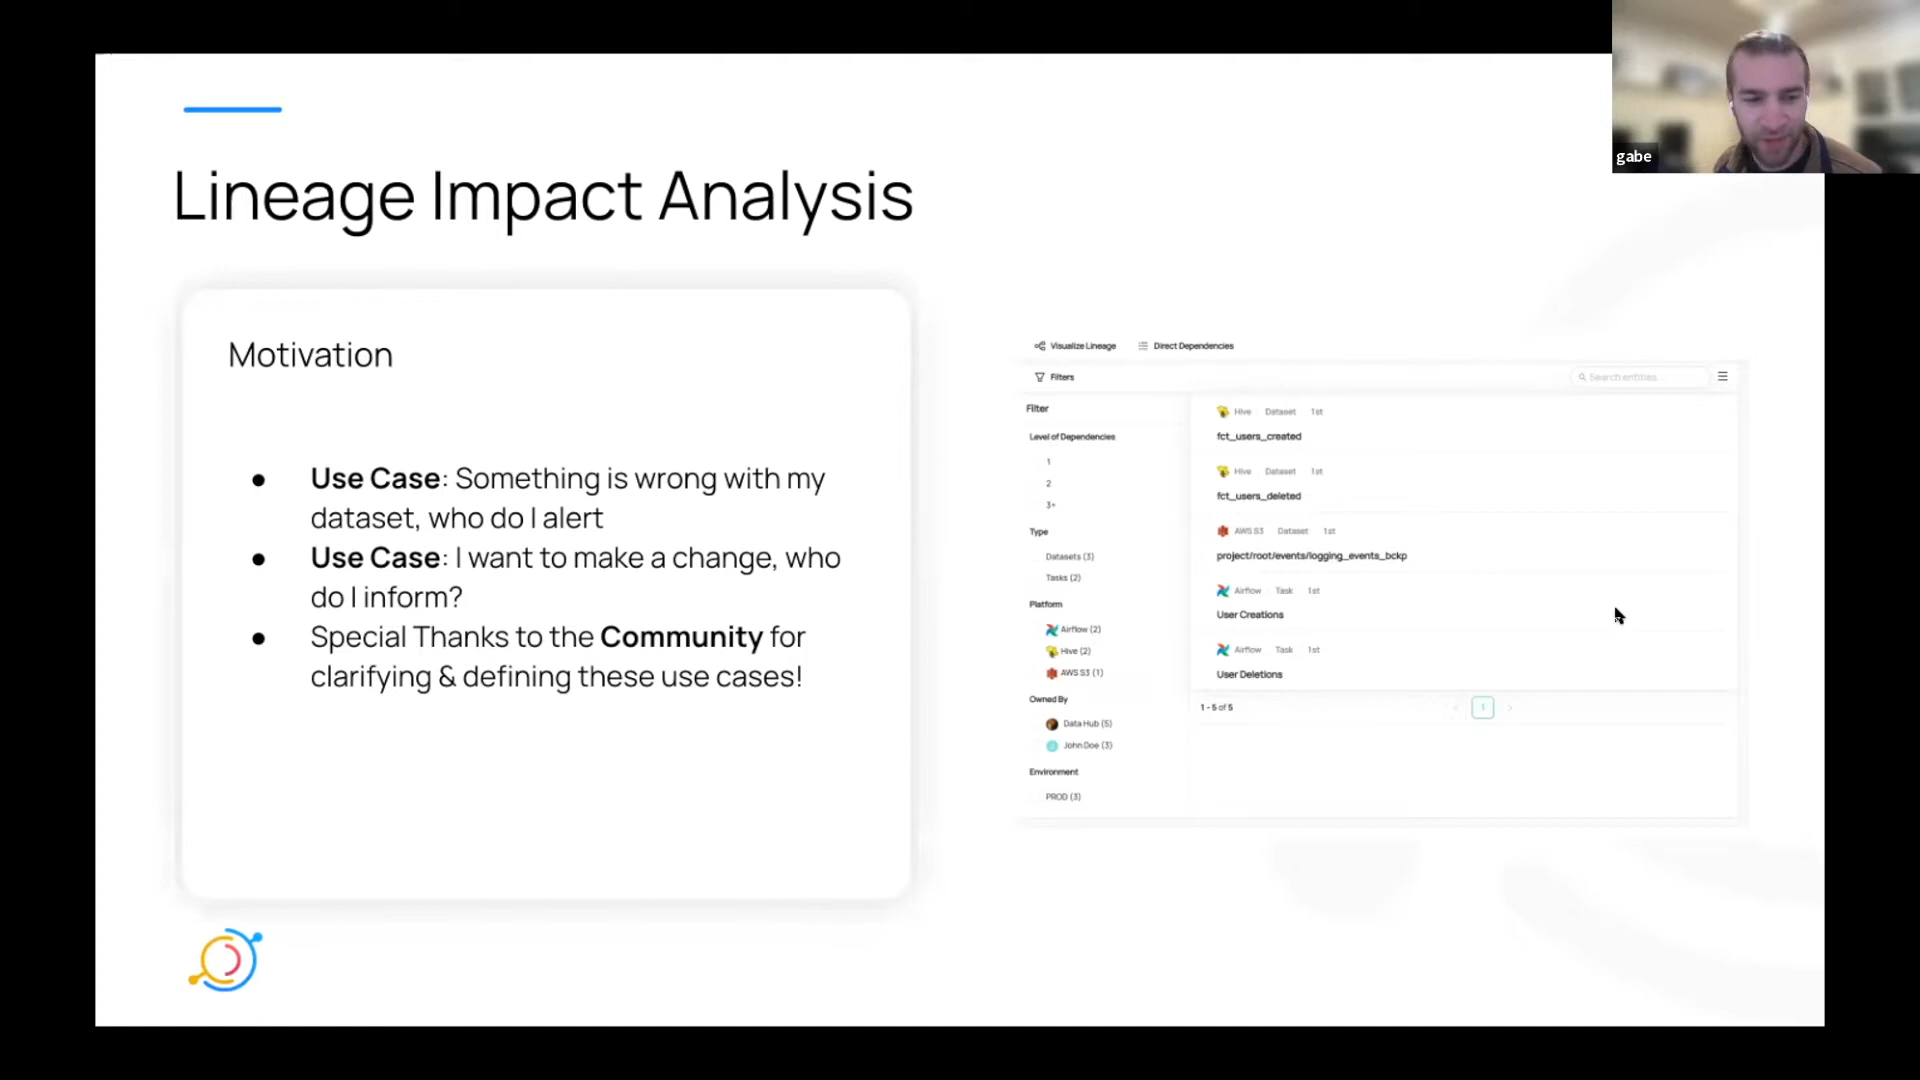 gabe
Lineage Impact Analysis
Motivation
● Use Case: Something is wrong with my
dataset, who do I alert
● Use Case: I want to make a change, who
do I inform?
● Special Thanks to the Community for
clarifying & defining these use cases!
Visualize Lineage Direct Dependencies
Filters
Search entities...
Filter
Level of Dependencies
1
2
3+
Type
Datasets (3)
Tasks (2)
Platform
Airflow (2)
Hive (2)
AWS S3 (1)
Owned By
Data Hub (5)
J John Doe (3)
Environment
PROD (3)
Hive Dataset 1st
fct_users_created
Hive Dataset 1st
fct_users_deleted
AWS S3 Dataset 1st
project/root/events/logging_events_bckp
Airflow Task 1st
User Creations
Airflow Task 1st
User Deletions
1 - 5 of 5
< 1 >